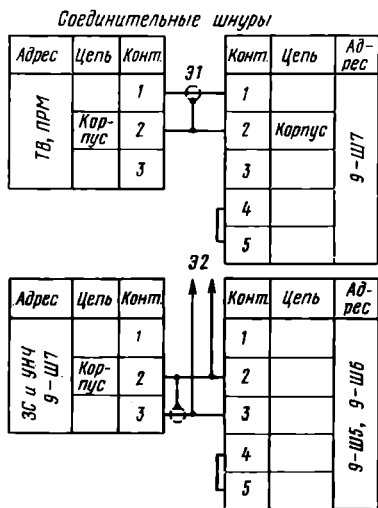 Соединительные шнуры
Адрес Цепь Конт. Э1 Конт. Цепь Ад-
рес
ТВ, ПРМ 1 1 9-Ш7
Кор-
пус 2 2 Корпус
3 3
4
5
Э2
Адрес Цепь Конт. Конт. Цепь Ад-
рес
ЗС и УНЧ
9-Ш7 1 1 9-Ш5, 9-Ш6
Кор-
пус 2 2
3 3
4
5